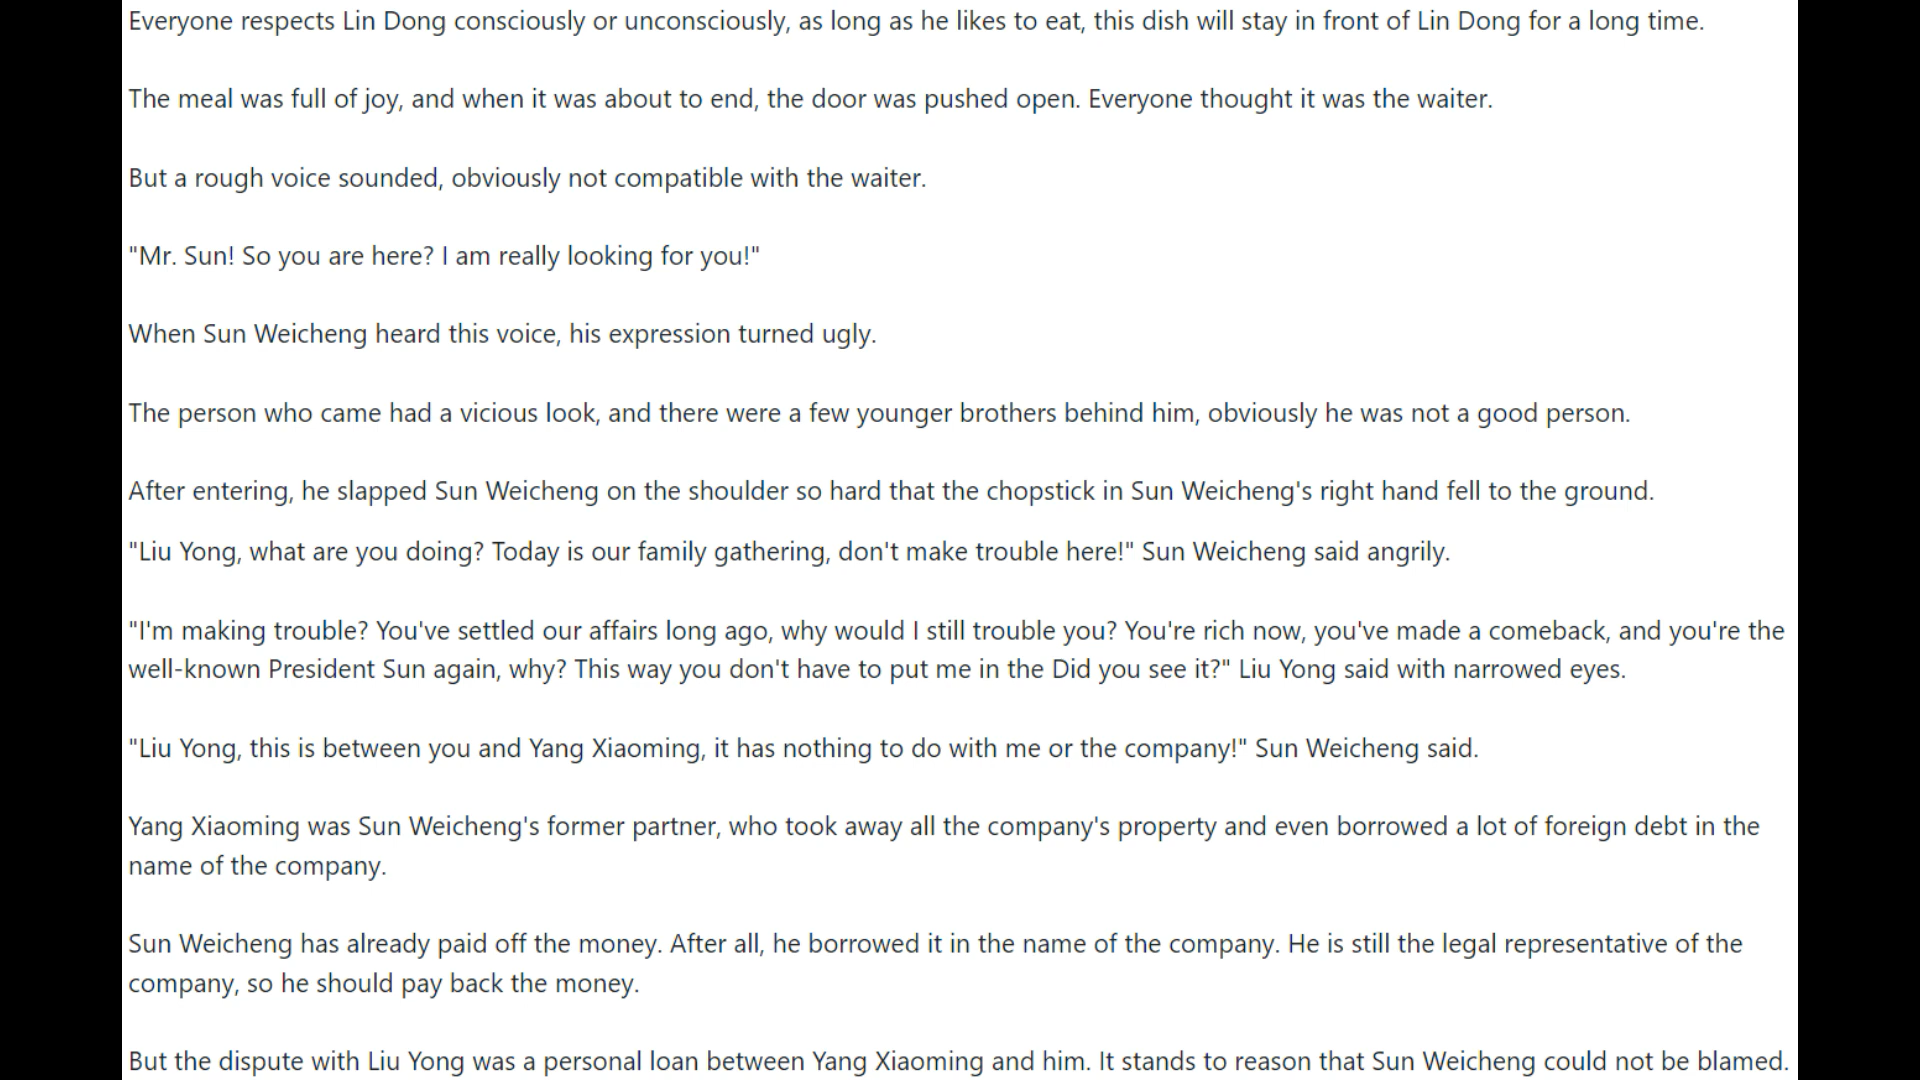 Everyone respects Lin Dong consciously or unconsciously, as long as he likes to eat, this dish will stay in front of Lin Dong for a long time.
The meal was full of joy, and when it was about to end, the door was pushed open. Everyone thought it was the waiter.
But a rough voice sounded, obviously not compatible with the waiter.
"Mr. Sun! So you are here? I am really looking for you!"
When Sun Weicheng heard this voice, his expression turned ugly.
The person who came had a vicious look, and there were a few younger brothers behind him, obviously he was not a good person.
After entering, he slapped Sun Weicheng on the shoulder so hard that the chopstick in Sun Weicheng's right hand fell to the ground.
"Liu Yong, what are you doing? Today is our family gathering, don't make trouble here!" Sun Weicheng said angrily.
"I'm making trouble? You've settled our affairs long ago, why would I still trouble you? You're rich now, you've made a comeback, and you're the
well-known President Sun again, why? This way you don't have to put me in the Did you see it?" Liu Yong said with narrowed eyes.
"Liu Yong, this is between you and Yang Xiaoming, it has nothing to do with me or the company!" Sun Weicheng said.
Yang Xiaoming was Sun Weicheng's former partner, who took away all the company's property and even borrowed a lot of foreign debt in the
name of the company.
Sun Weicheng has already paid off the money. After all, he borrowed it in the name of the company. He is still the legal representative of the
company, so he should pay back the money.
But the dispute with Liu Yong was a personal loan between Yang Xiaoming and him. It stands to reason that Sun Weicheng could not be blamed.